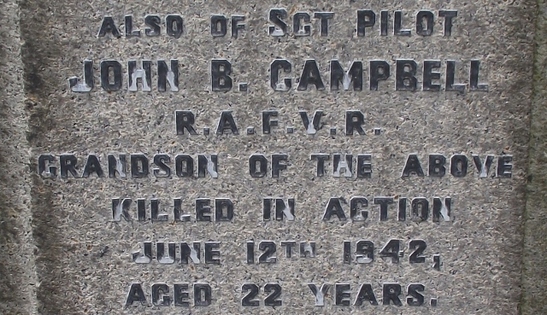 ALSO OF SGT PILOT
JOHN B. CAMPBELL
R.A.F.V.R.
GRANDSON OF THE ABOVE
KILLED IN ACTION
JUNE 12TH 1942,
AGED 22 YEARS.